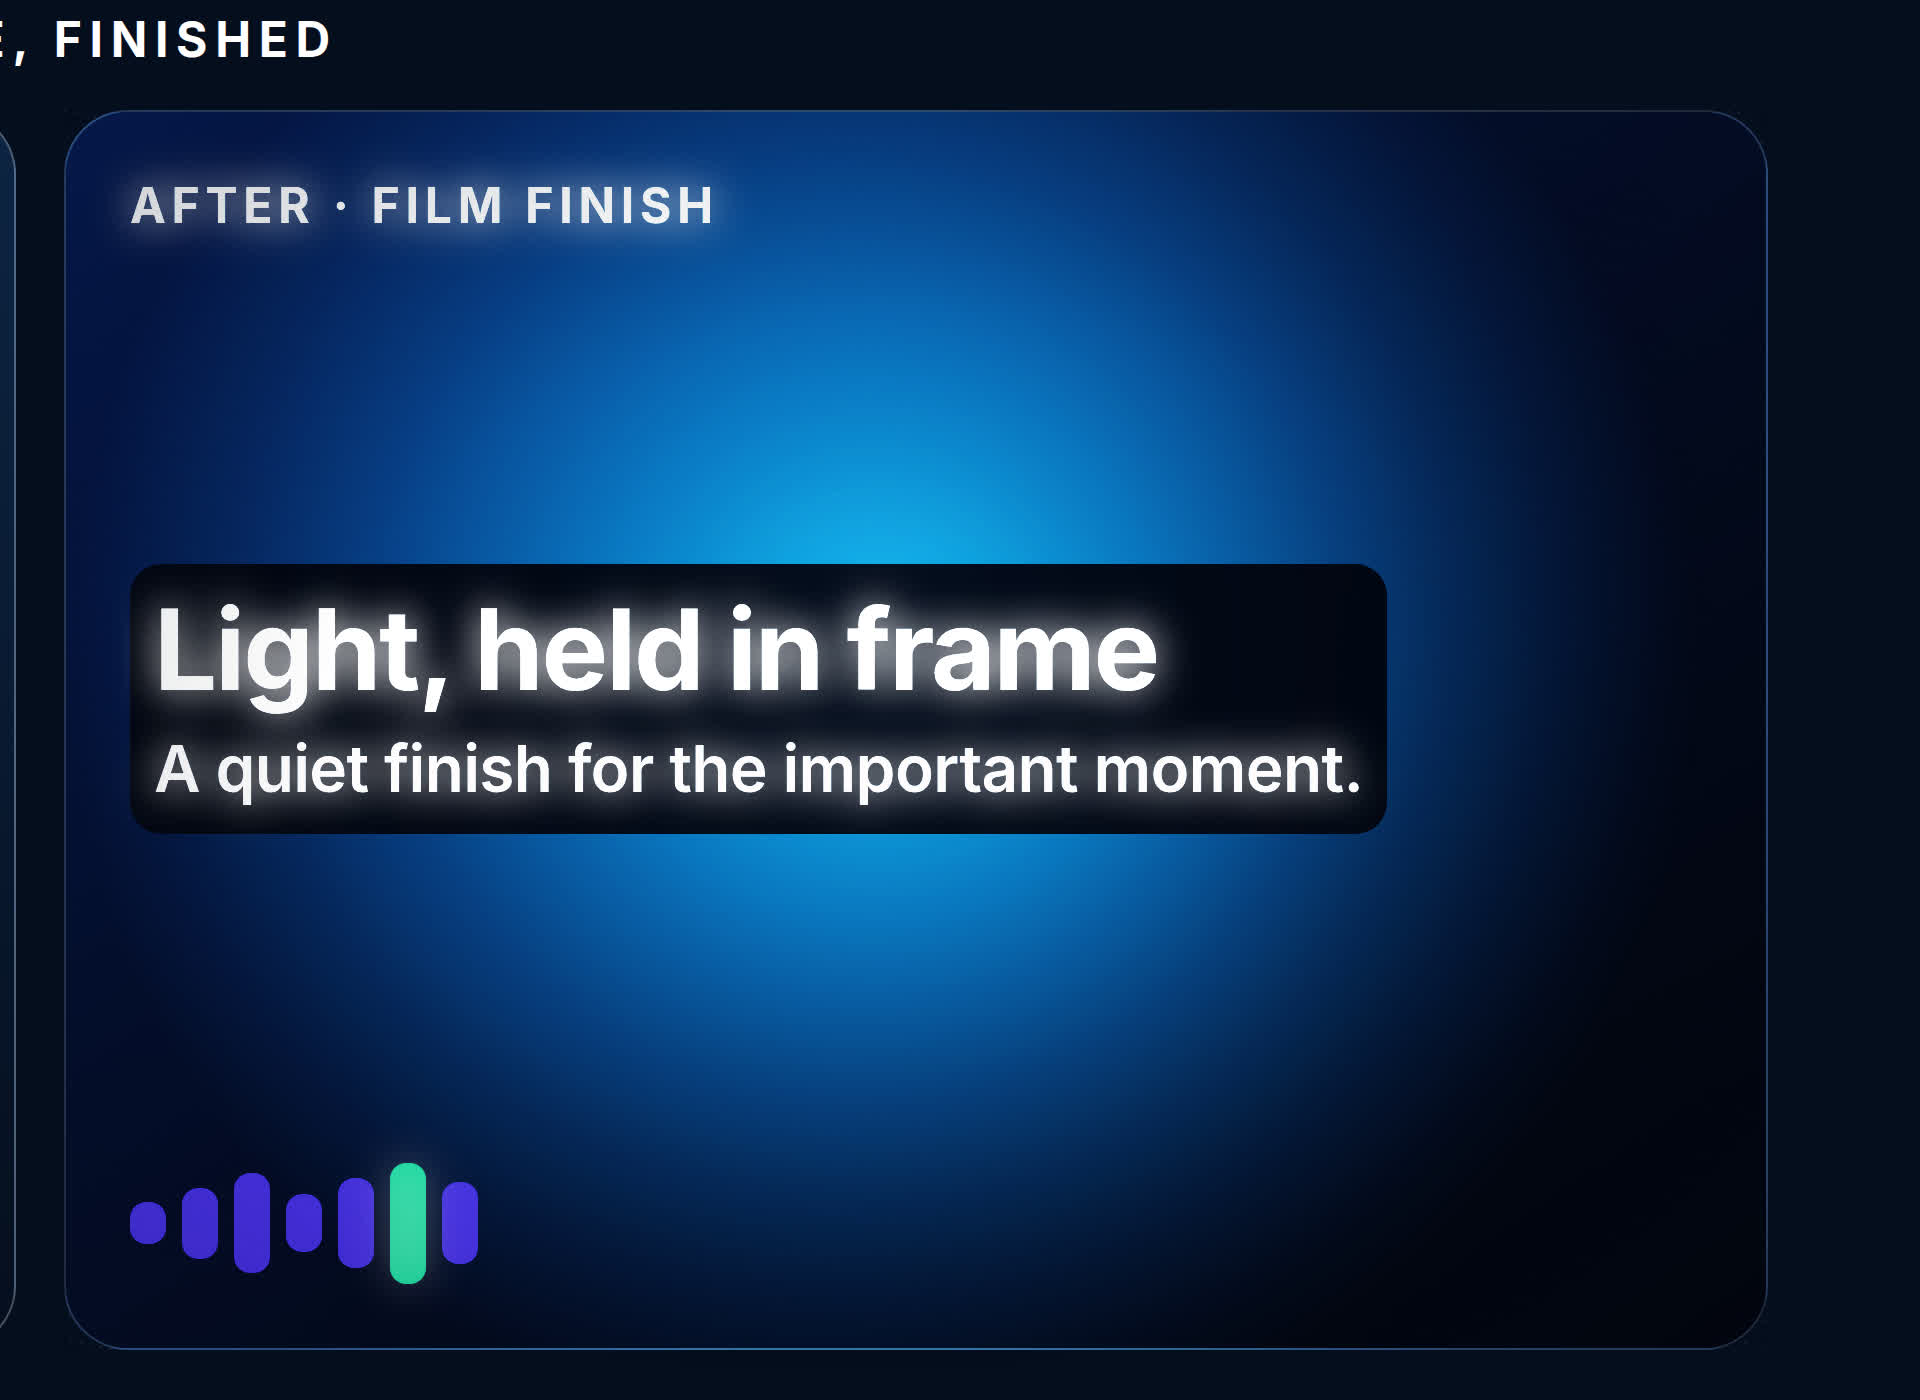 , FINISHED
AFTER · FILM FINISH
Light, held in frame
A quiet finish for the important moment.